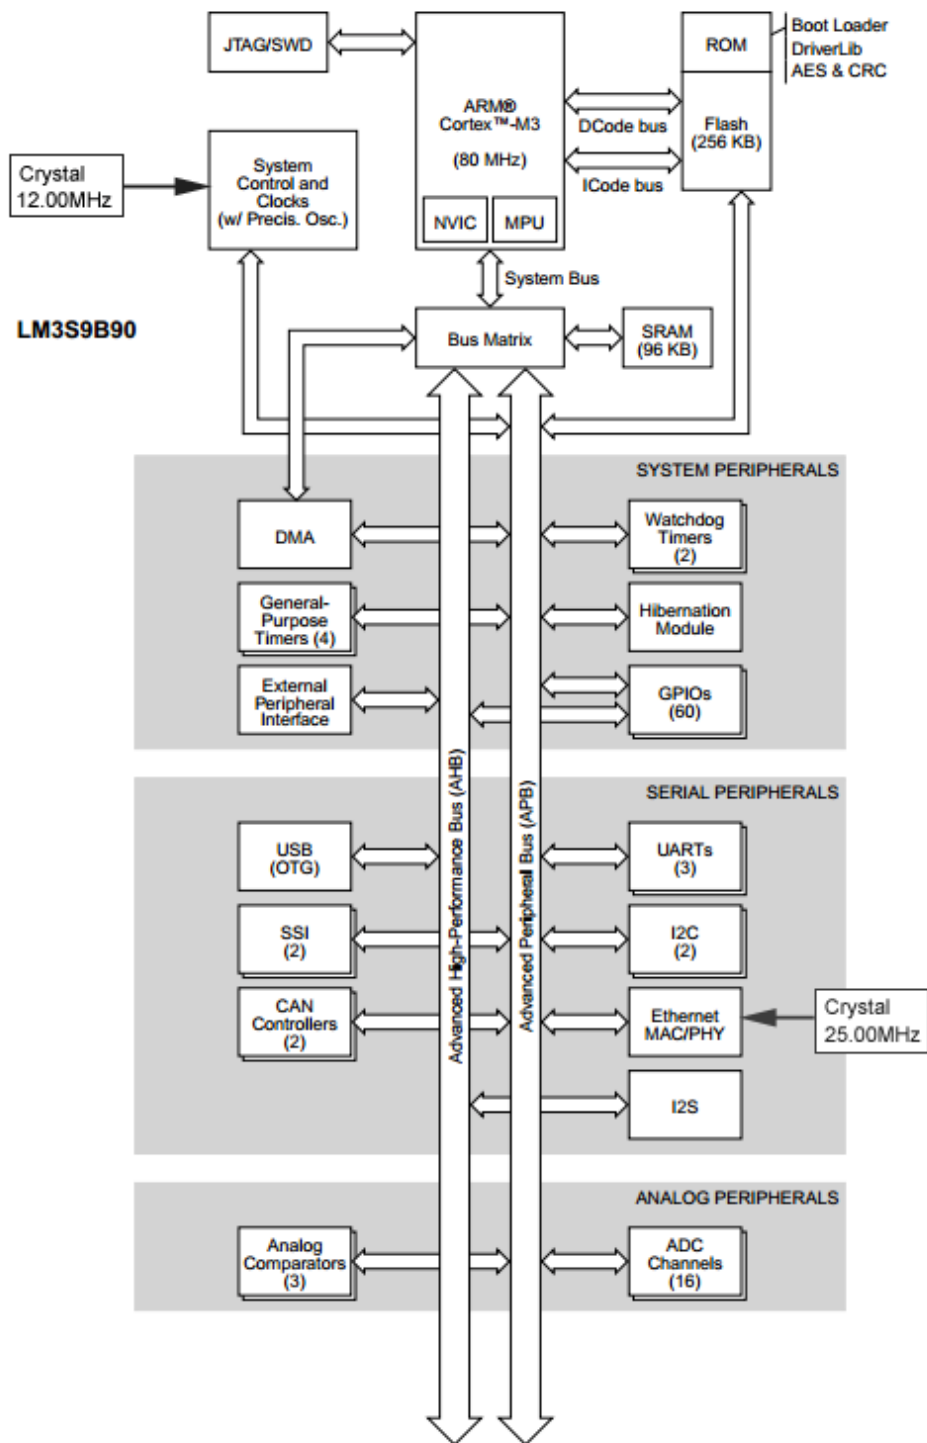 JTAG/SWD
ARM®
Cortex™-M3
(80 MHz)
NVIC
MPU
ROM
Flash
(256 KB)
Boot Loader
DriverLib
AES & CRC
DCode bus
ICode bus
Crystal
12.00MHz
System
Control and
Clocks
(w/ Precis. Osc.)
System Bus
LM3S9B90
Bus Matrix
SRAM
(96 KB)
SYSTEM PERIPHERALS
DMA
Watchdog
Timers
(2)
General-
Purpose
Timers (4)
Hibernation
Module
External
Peripheral
Interface
GPIOs
(60)
Advanced High-Performance Bus (AHB)
Advanced Peripheral Bus (APB)
SERIAL PERIPHERALS
USB
(OTG)
UARTs
(3)
SSI
(2)
I2C
(2)
CAN
Controllers
(2)
Ethernet
MAC/PHY
Crystal
25.00MHz
I2S
ANALOG PERIPHERALS
Analog
Comparators
(3)
ADC
Channels
(16)